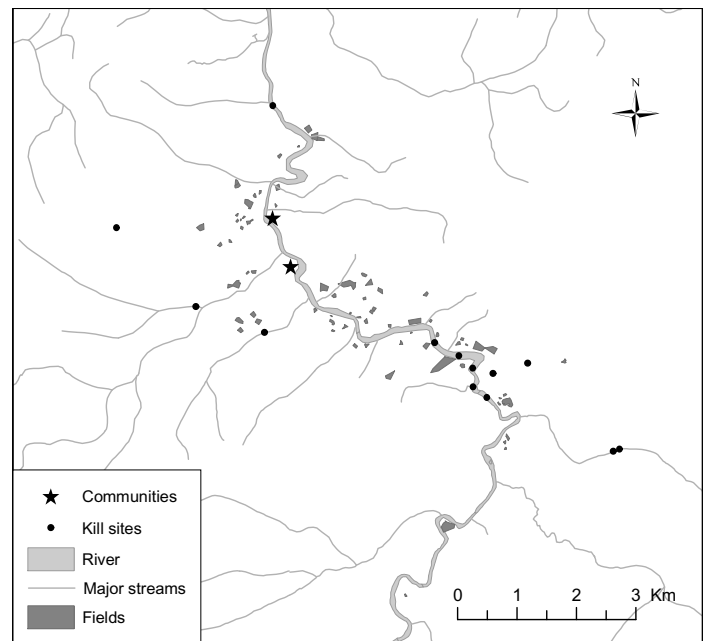 N
Communities
Kill sites
River
Major streams
Fields
0 1 2 3 Km